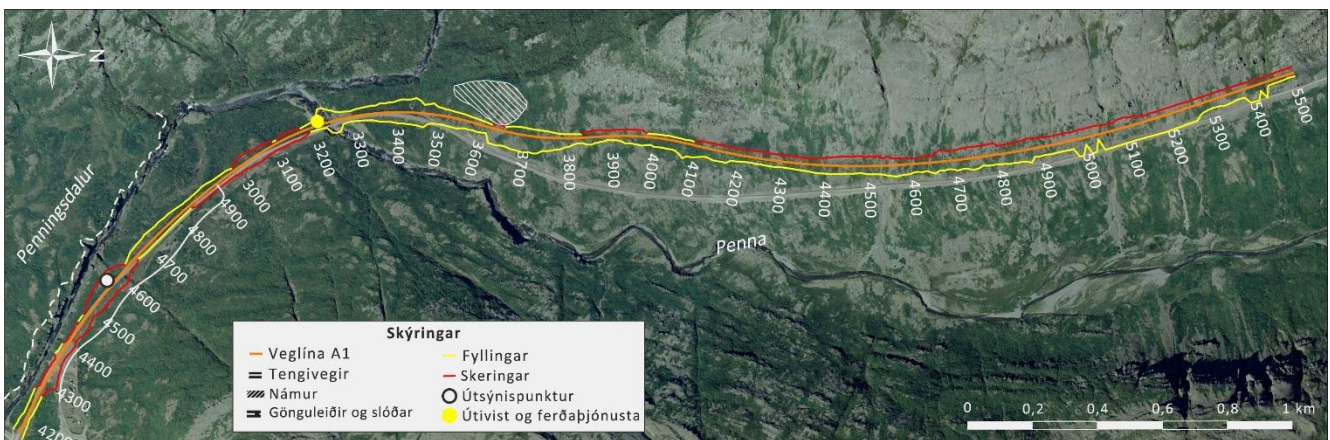 N
Penningsdalur
4200
4300
4400
4500
4600
4700
4800
4900
3000
3100
3200
3300
3400
3500
3600
3700
3800
3900
4000
4100
4200
4300
4400
4500
4600
4700
4800
4900
5000
5100
5200
5300
5400
5500
Penna
Skýringar
Veglína A1
Tengivegir
Námur
Gönguleiðir og slóðar
Fyllingar
Skeringar
Útsýnispunktur
Útivist og ferðaþjónusta
0 0,2 0,4 0,6 0,8 1 km